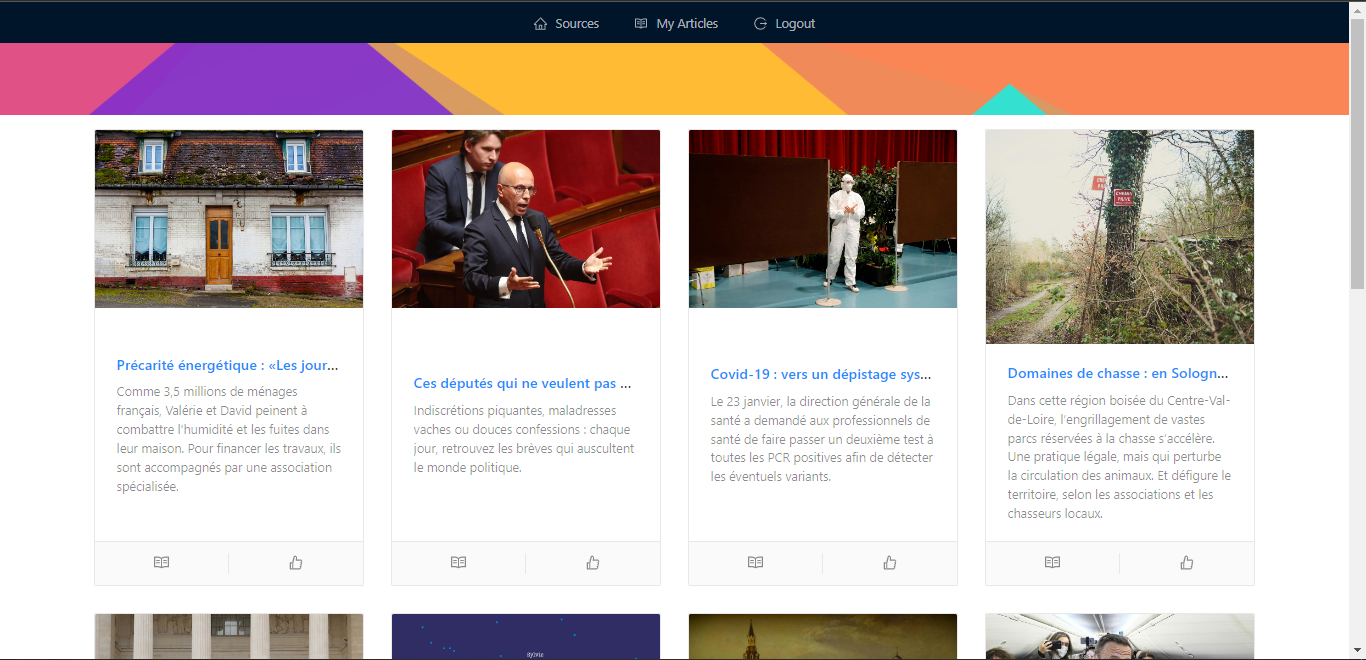 Sources My Articles Logout
CHEMIN
PRIVÉ
Précarité énergétique : «Les jour...
Comme 3,5 millions de ménages
français, Valérie et David peinent à
combattre l'humidité et les fuites dans
leur maison. Pour financer les travaux, ils
sont accompagnés par une association
spécialisée.
Ces députés qui ne veulent pas ...
Indiscrétions piquantes, maladresses
vaches ou douces confessions : chaque
jour, retrouvez les brèves qui auscultent
le monde politique.
Covid-19 : vers un dépistage sys...
Le 23 janvier, la direction générale de la
santé a demandé aux professionnels de
santé de faire passer un deuxième test à
toutes les PCR positives afin de détecter
les éventuels variants.
Domaines de chasse : en Sologn...
Dans cette région boisée du Centre-Val-
de-Loire, l'engrillagement de vastes
parcs réservées à la chasse s'accélère.
Une pratique légale, mais qui perturbe
la circulation des animaux. Et défigure le
territoire, selon les associations et les
chasseurs locaux.
Sylvie